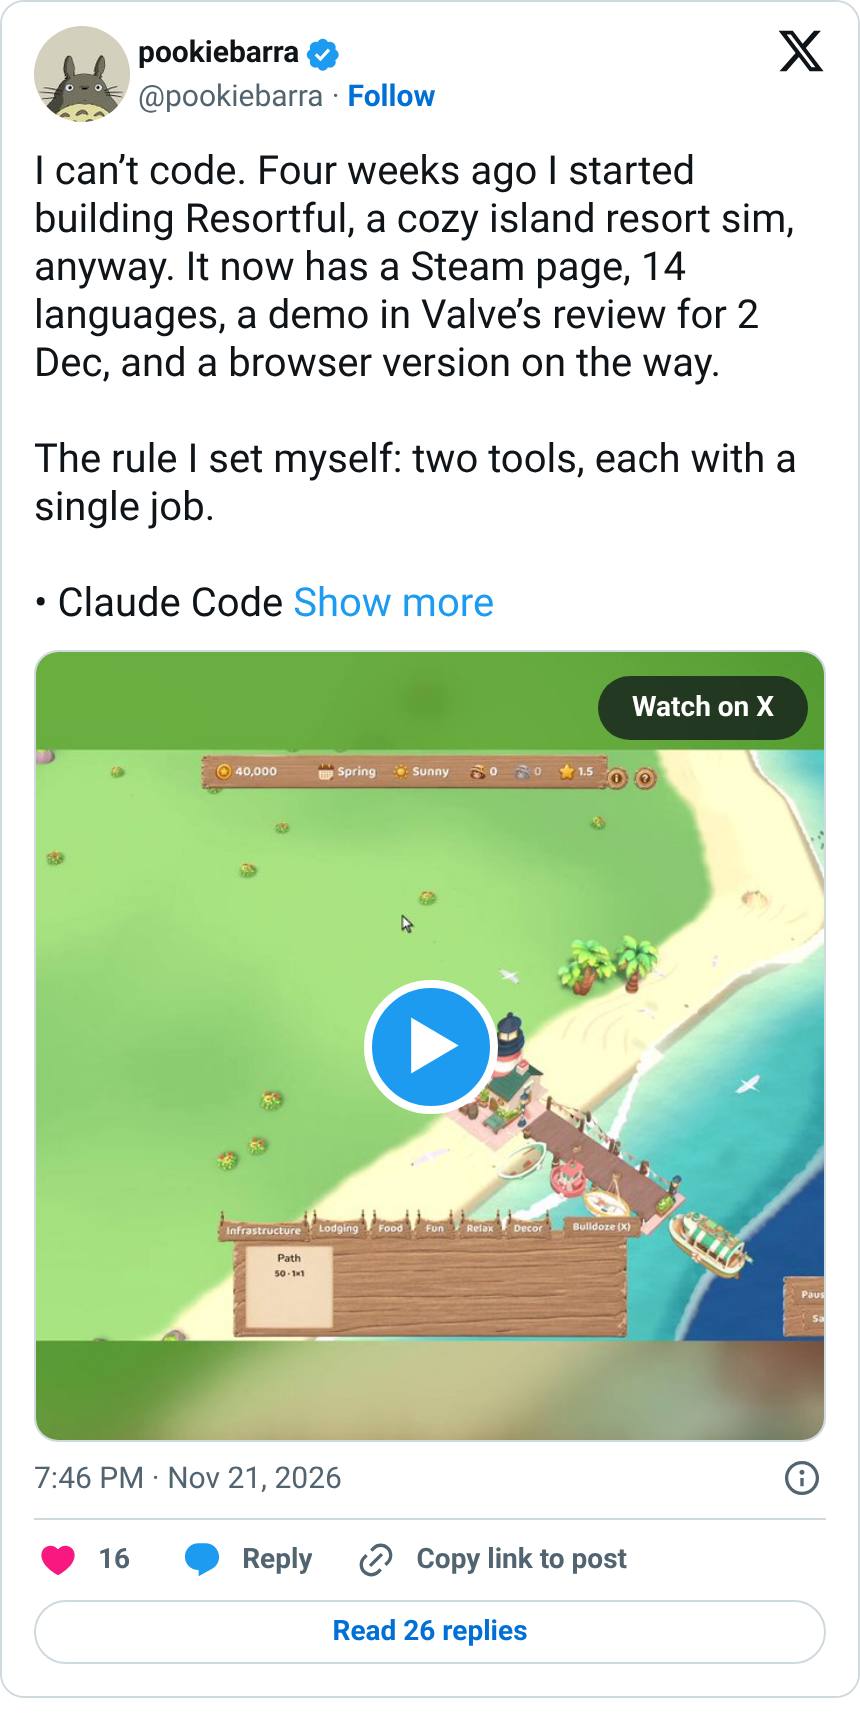 pookiebarra
@pookiebarra · Follow
I can’t code. Four weeks ago I started
building Resortful, a cozy island resort sim,
anyway. It now has a Steam page, 14
languages, a demo in Valve’s review for 2
Dec, and a browser version on the way.
The rule I set myself: two tools, each with a
single job.
• Claude Code Show more
Watch on X
40,000 Spring Sunny 0 0 1.5
Infrastructure Lodging Food Fun Relax Decor Bulldoze (X)
Path
50 · 1×1
Paus
Sa
7:46 PM · Nov 21, 2026
16 Reply Copy link to post
Read 26 replies